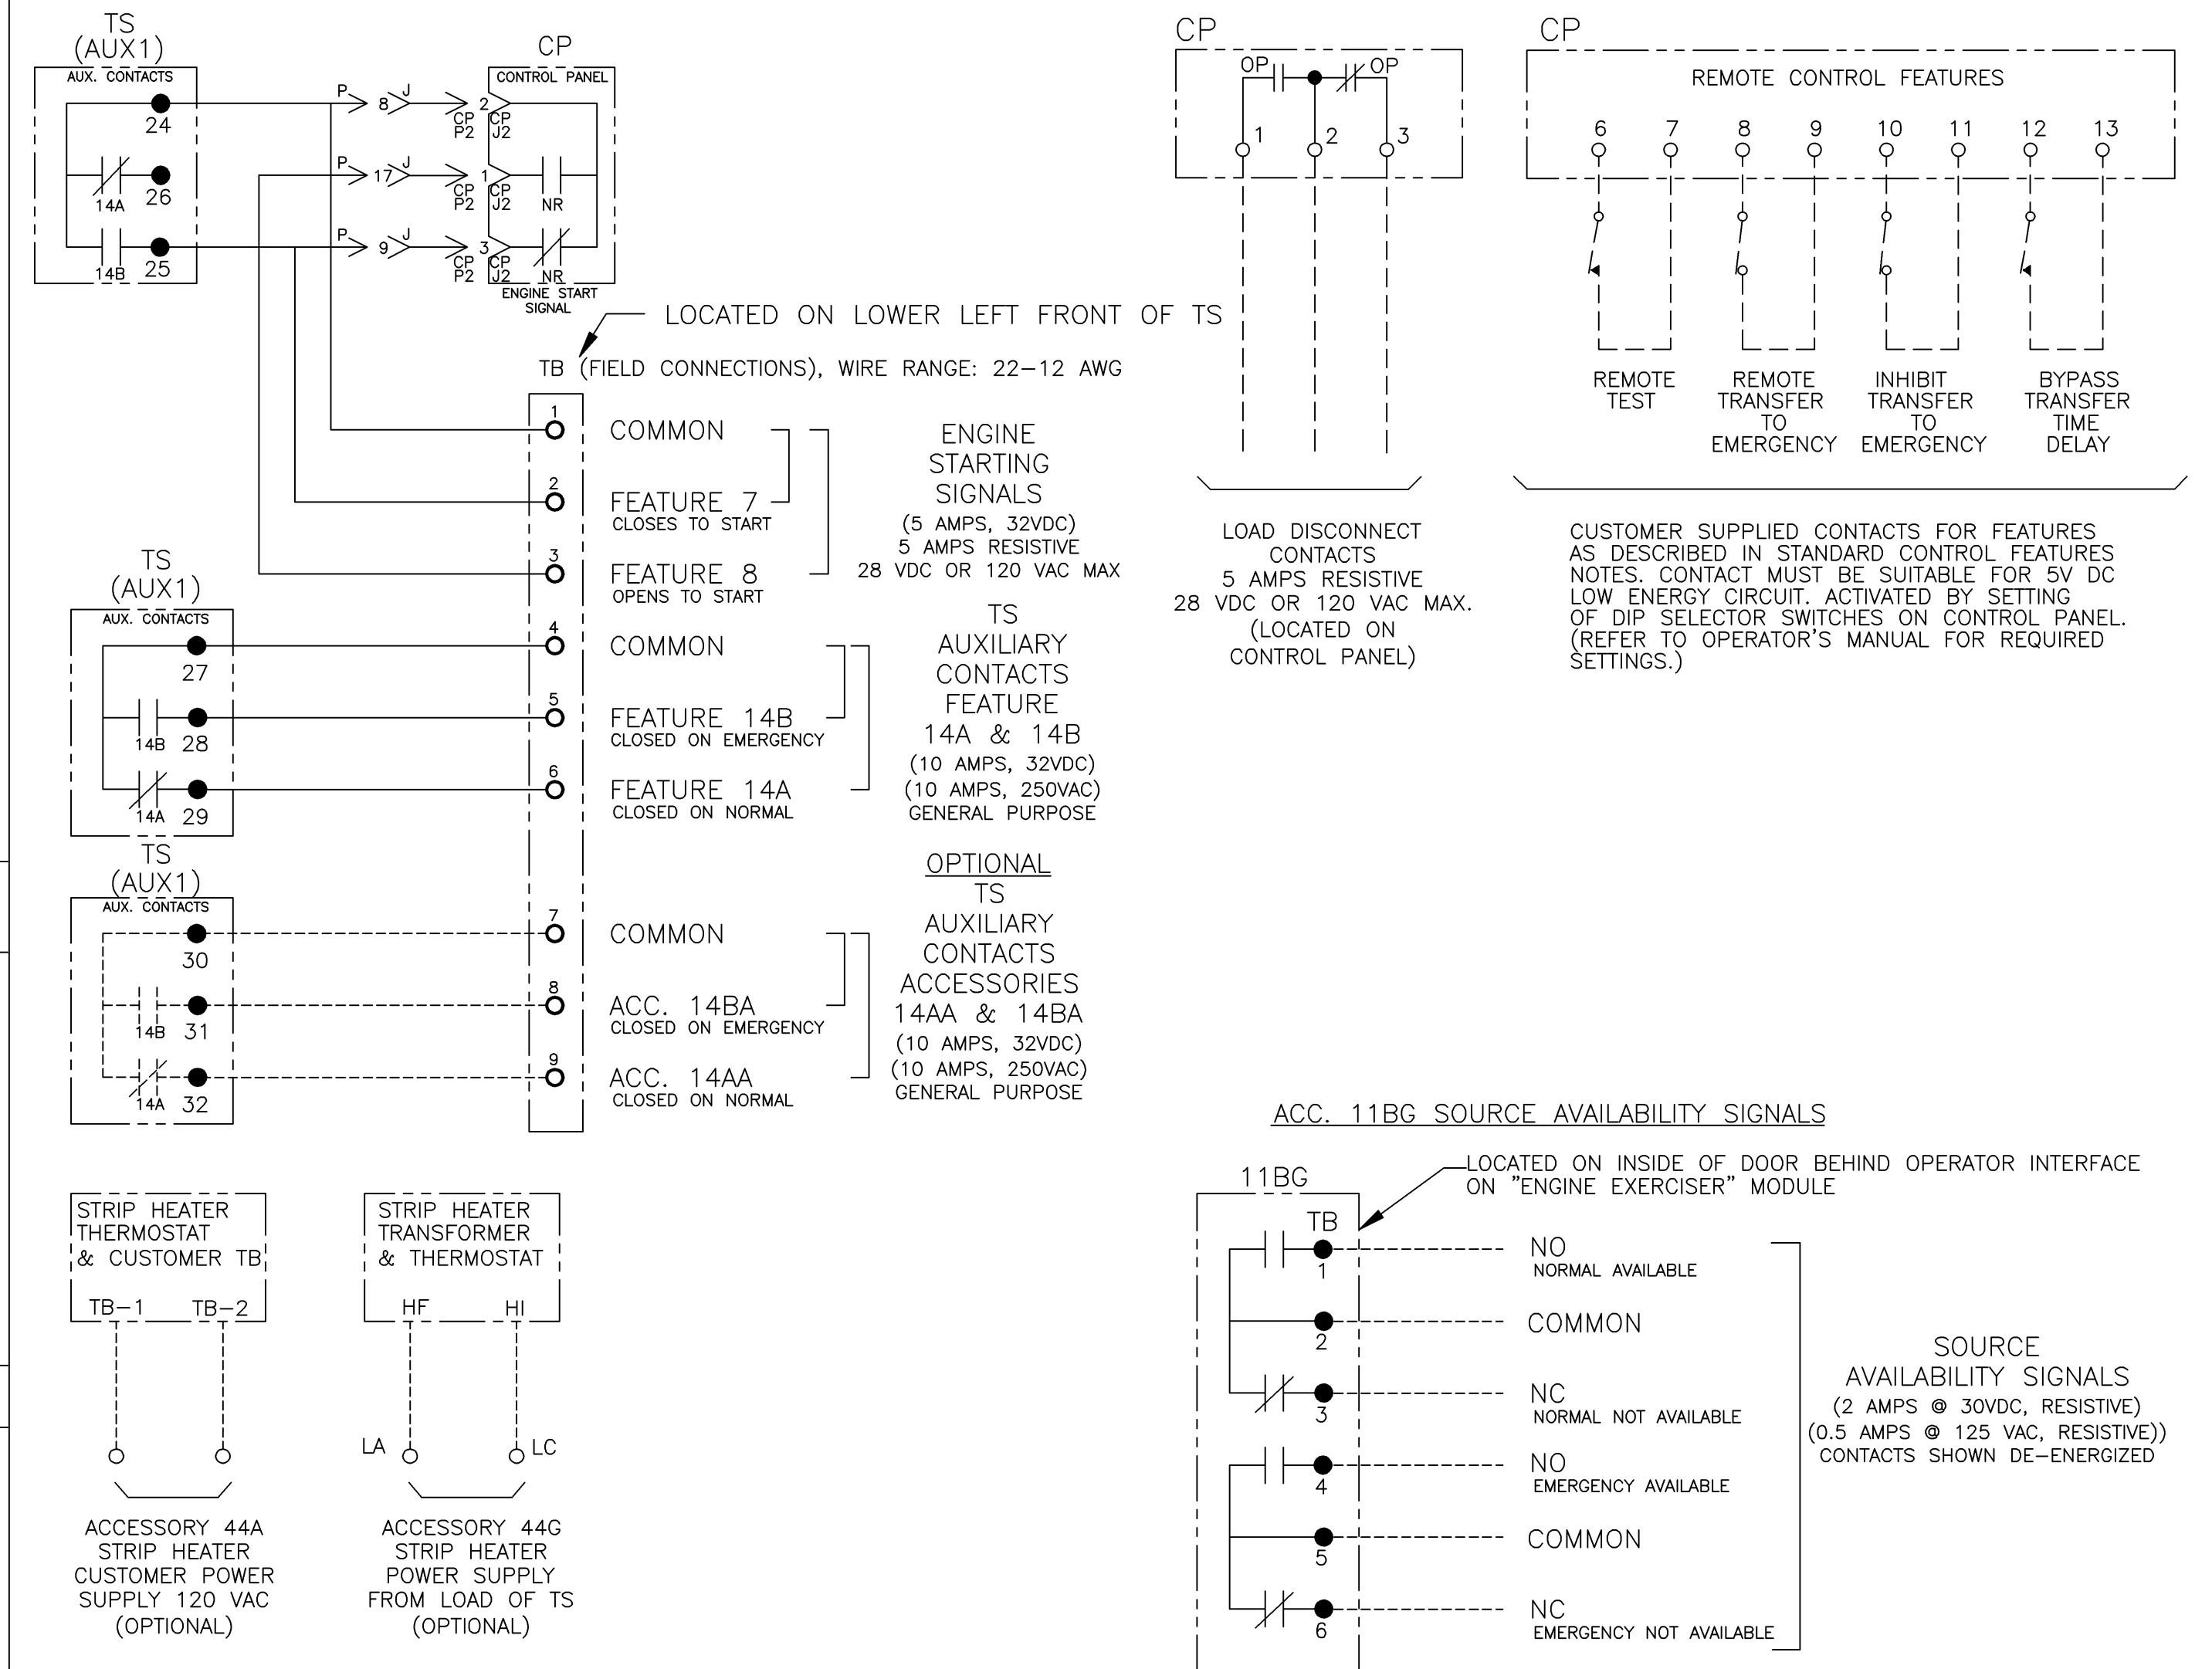 TS
(AUX1)
AUX. CONTACTS
24
14A
26
14B
25
P
8
J
CP
P2
P
17
J
CP
P2
P
9
J
CP
P2
CP
CONTROL PANEL
2
CP
J2
1
CP
J2
NR
3
CP
J2
NR
ENGINE START
SIGNAL
LOCATED ON LOWER LEFT FRONT OF TS
TB (FIELD CONNECTIONS), WIRE RANGE: 22-12 AWG
1
COMMON
2
FEATURE 7
CLOSES TO START
3
FEATURE 8
OPENS TO START
ENGINE
STARTING
SIGNALS
(5 AMPS, 32VDC)
5 AMPS RESISTIVE
28 VDC OR 120 VAC MAX
TS
(AUX1)
AUX. CONTACTS
27
14B
28
14A
29
4
COMMON
5
FEATURE 14B
CLOSED ON EMERGENCY
6
FEATURE 14A
CLOSED ON NORMAL
TS
AUXILIARY
CONTACTS
FEATURE
14A & 14B
(10 AMPS, 32VDC)
(10 AMPS, 250VAC)
GENERAL PURPOSE
TS
(AUX1)
AUX. CONTACTS
30
14B
31
14A
32
7
COMMON
8
ACC. 14BA
CLOSED ON EMERGENCY
9
ACC. 14AA
CLOSED ON NORMAL
OPTIONAL
TS
AUXILIARY
CONTACTS
ACCESSORIES
14AA & 14BA
(10 AMPS, 32VDC)
(10 AMPS, 250VAC)
GENERAL PURPOSE
STRIP HEATER
THERMOSTAT
& CUSTOMER TB
TB-1
TB-2
ACCESSORY 44A
STRIP HEATER
CUSTOMER POWER
SUPPLY 120 VAC
(OPTIONAL)
STRIP HEATER
TRANSFORMER
& THERMOSTAT
HF
HI
LA
LC
ACCESSORY 44G
STRIP HEATER
POWER SUPPLY
FROM LOAD OF TS
(OPTIONAL)
CP
OP
OP
1
2
3
LOAD DISCONNECT
CONTACTS
5 AMPS RESISTIVE
28 VDC OR 120 VAC MAX.
(LOCATED ON
CONTROL PANEL)
CP
REMOTE CONTROL FEATURES
6 7 8 9 10 11 12 13
REMOTE
TEST
REMOTE
TRANSFER
TO
EMERGENCY
INHIBIT
TRANSFER
TO
EMERGENCY
BYPASS
TRANSFER
TIME
DELAY
CUSTOMER SUPPLIED CONTACTS FOR FEATURES
AS DESCRIBED IN STANDARD CONTROL FEATURES
NOTES. CONTACT MUST BE SUITABLE FOR 5V DC
LOW ENERGY CIRCUIT. ACTIVATED BY SETTING
OF DIP SELECTOR SWITCHES ON CONTROL PANEL.
(REFER TO OPERATOR'S MANUAL FOR REQUIRED
SETTINGS.)
ACC. 11BG SOURCE AVAILABILITY SIGNALS
LOCATED ON INSIDE OF DOOR BEHIND OPERATOR INTERFACE
ON "ENGINE EXERCISER" MODULE
11BG
TB
1
NO
NORMAL AVAILABLE
2
COMMON
3
NC
NORMAL NOT AVAILABLE
4
NO
EMERGENCY AVAILABLE
5
COMMON
6
NC
EMERGENCY NOT AVAILABLE
SOURCE
AVAILABILITY SIGNALS
(2 AMPS @ 30VDC, RESISTIVE)
(0.5 AMPS @ 125 VAC, RESISTIVE))
CONTACTS SHOWN DE-ENERGIZED